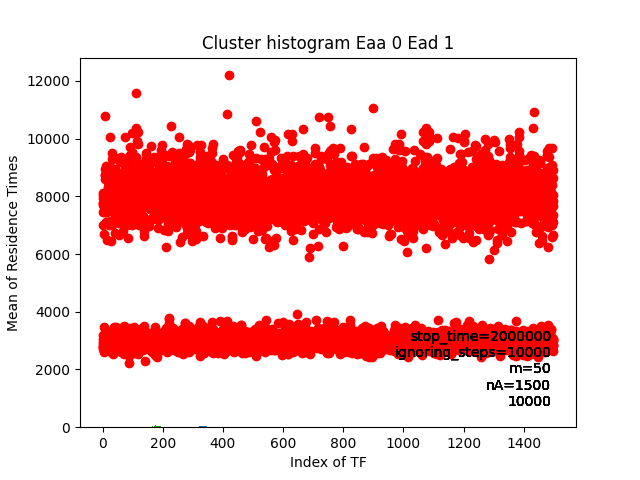 Cluster histogram Eaa 0 Ead 1
Mean of Residence Times
12000
10000
8000
6000
4000
2000
0
stop_time=2000000
ignoring_steps=10000
m=50
nA=1500
10000
0 200 400 600 800 1000 1200 1400
Index of TF